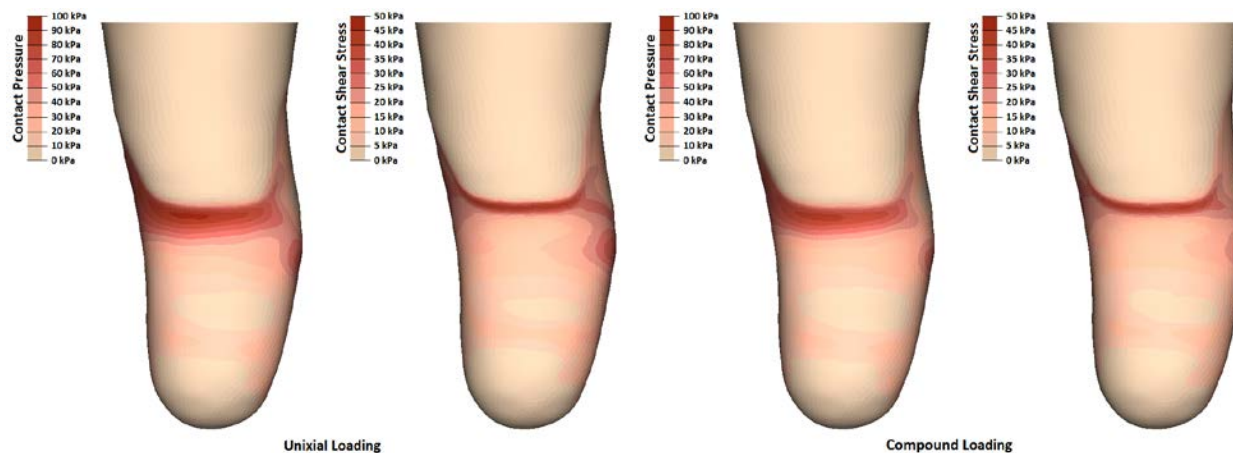 Contact Pressure
100 kPa
90 kPa
80 kPa
70 kPa
60 kPa
50 kPa
40 kPa
30 kPa
20 kPa
10 kPa
0 kPa
Contact Shear Stress
50 kPa
45 kPa
40 kPa
35 kPa
30 kPa
25 kPa
20 kPa
15 kPa
10 kPa
5 kPa
0 kPa
Contact Pressure
100 kPa
90 kPa
80 kPa
70 kPa
60 kPa
50 kPa
40 kPa
30 kPa
20 kPa
10 kPa
0 kPa
Contact Shear Stress
50 kPa
45 kPa
40 kPa
35 kPa
30 kPa
25 kPa
20 kPa
15 kPa
10 kPa
5 kPa
0 kPa
Unixial Loading
Compound Loading